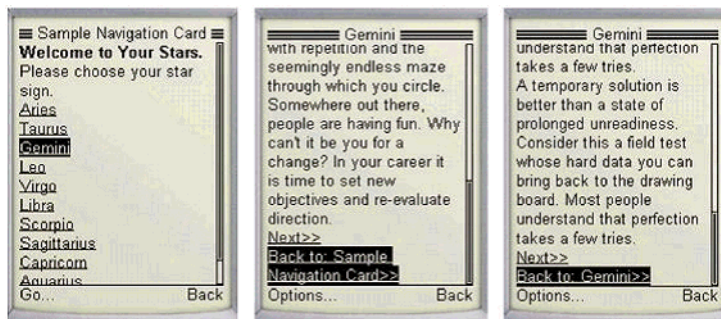 Sample Navigation Card
Welcome to Your Stars.
Please choose your star
sign.
Aries
Taurus
Gemini
Leo
Virgo
Libra
Scorpio
Sagittarius
Capricorn
Aquarius
Go... Back
Gemini
with repetition and the
seemingly endless maze
through which you circle.
Somewhere out there,
people are having fun. Why
can't it be you for a
change? In your career it
is time to set new
objectives and re-evaluate
direction.
Next>>
Back to: Sample
Navigation Card>>
Options... Back
Gemini
understand that perfection
takes a few tries.
A temporary solution is
better than a state of
prolonged unreadiness.
Consider this a field test
whose hard data you can
bring back to the drawing
board. Most people
understand that perfection
takes a few tries.
Next>>
Back to: Gemini>>
Options... Back